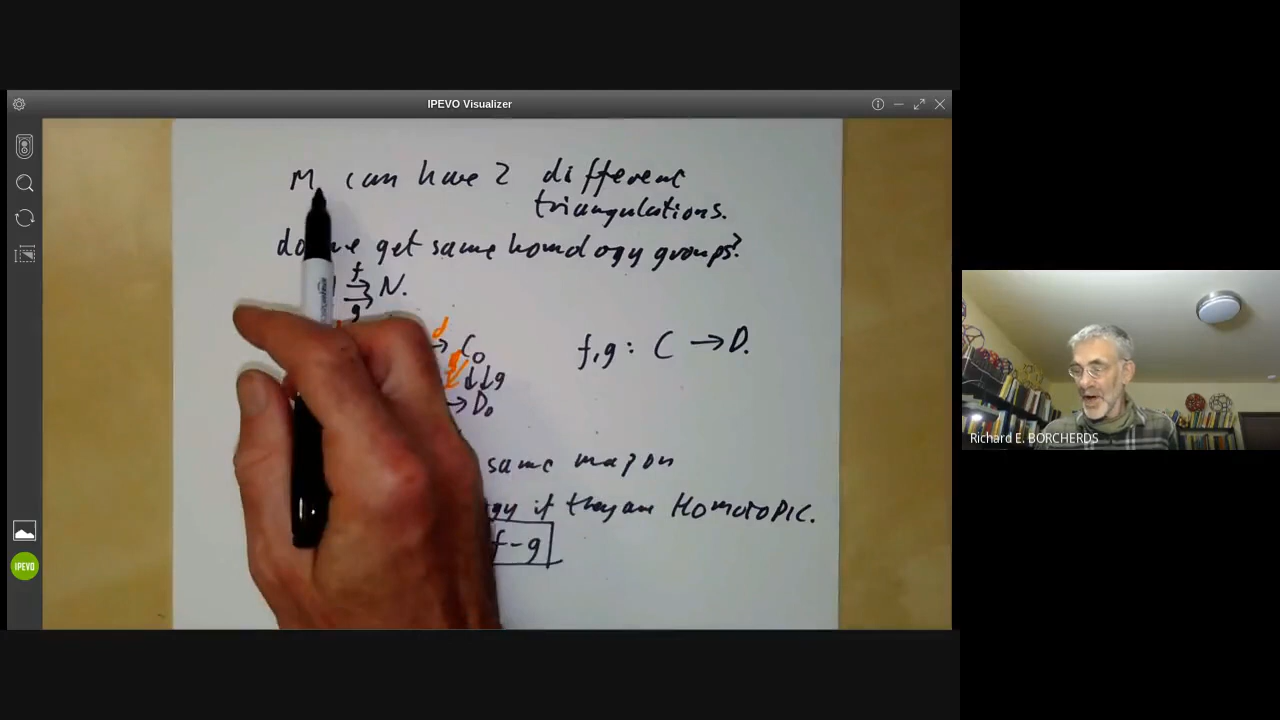 IPEVO Visualizer
M can have 2 different
triangulations.
do we get same homology groups?
f
→ N.
g
d
→ C₀
f,g: C → D.
↓↓g
→ D₀
same map on
if they are HOMOTOPIC.
f-g
Richard E. BORCHERDS
IPEVO